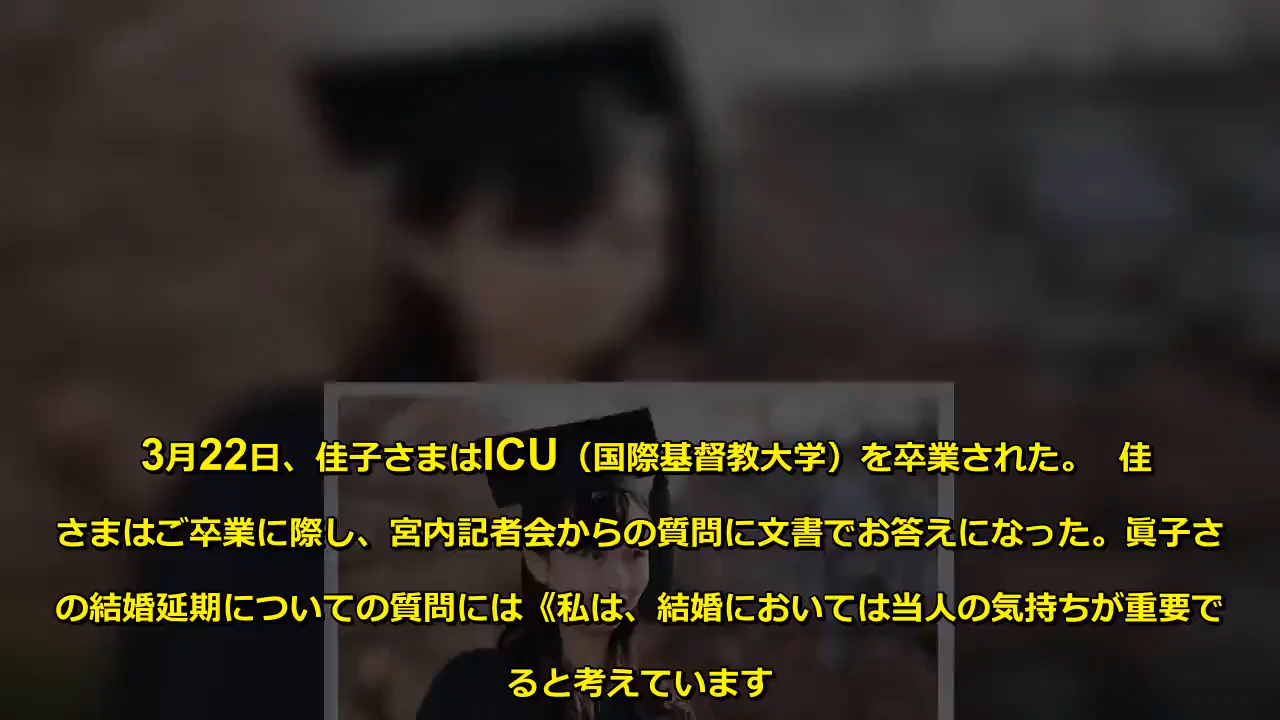 3月22日、佳子さまはICU（国際基督教大学）を卒業された。　佳
さまはご卒業に際し、宮内記者会からの質問に文書でお答えになった。眞子さ
の結婚延期についての質問には《私は、結婚においては当人の気持ちが重要で
ると考えています